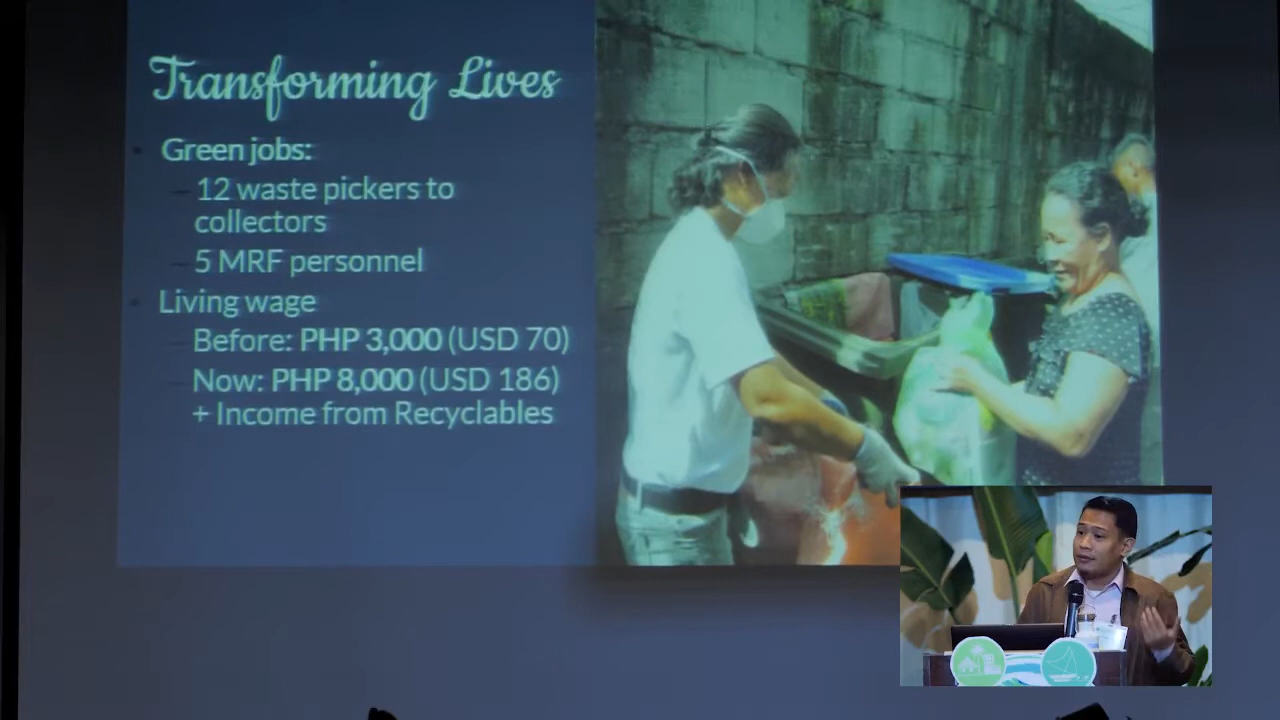 Transforming Lives
• Green jobs:
– 12 waste pickers to
collectors
– 5 MRF personnel
• Living wage
– Before: PHP 3,000 (USD 70)
– Now: PHP 8,000 (USD 186)
+ Income from Recyclables